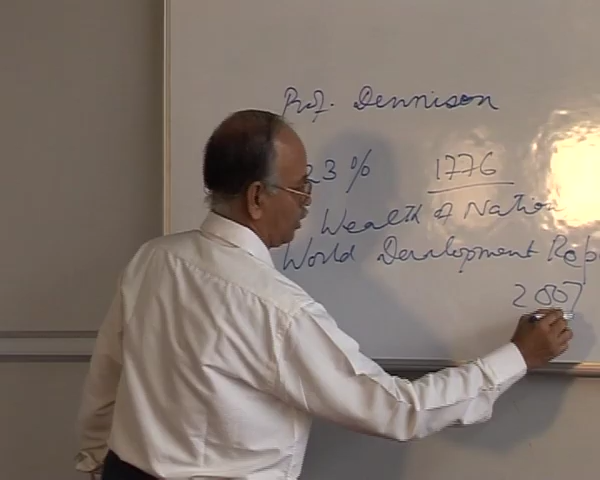 Prof. Dennison
23% 1776
Wealth of Nation
World Development Rep
2007